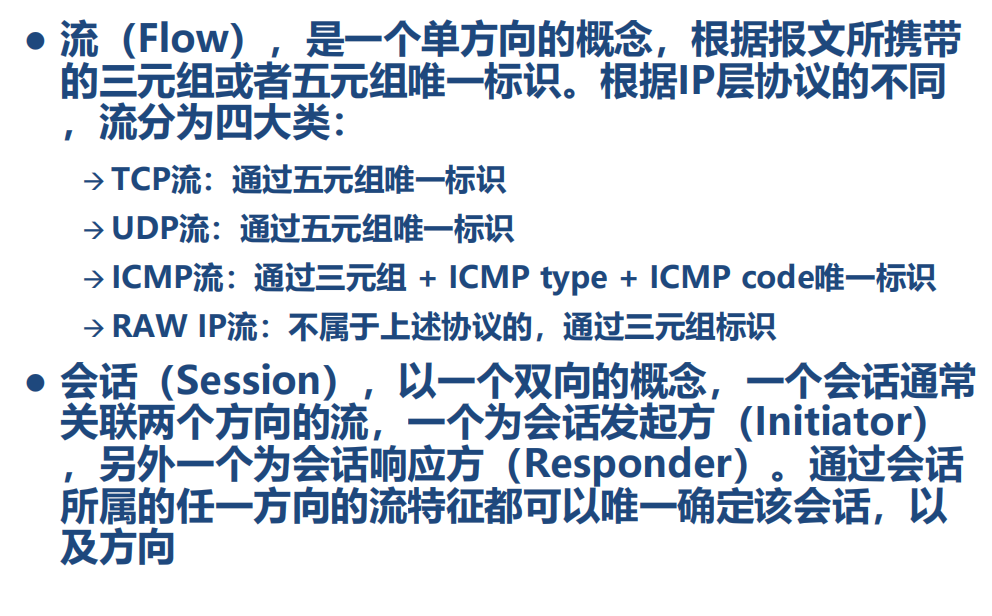 ● 流（Flow），是一个单方向的概念，根据报文所携带
的三元组或者五元组唯一标识。根据IP层协议的不同
，流分为四大类：
→ TCP流：通过五元组唯一标识
→ UDP流：通过五元组唯一标识
→ ICMP流：通过三元组 + ICMP type + ICMP code唯一标识
→ RAW IP流：不属于上述协议的，通过三元组标识
● 会话（Session），以一个双向的概念，一个会话通常
关联两个方向的流，一个为会话发起方（Initiator）
，另外一个为会话响应方（Responder）。通过会话
所属的任一方向的流特征都可以唯一确定该会话，以
及方向